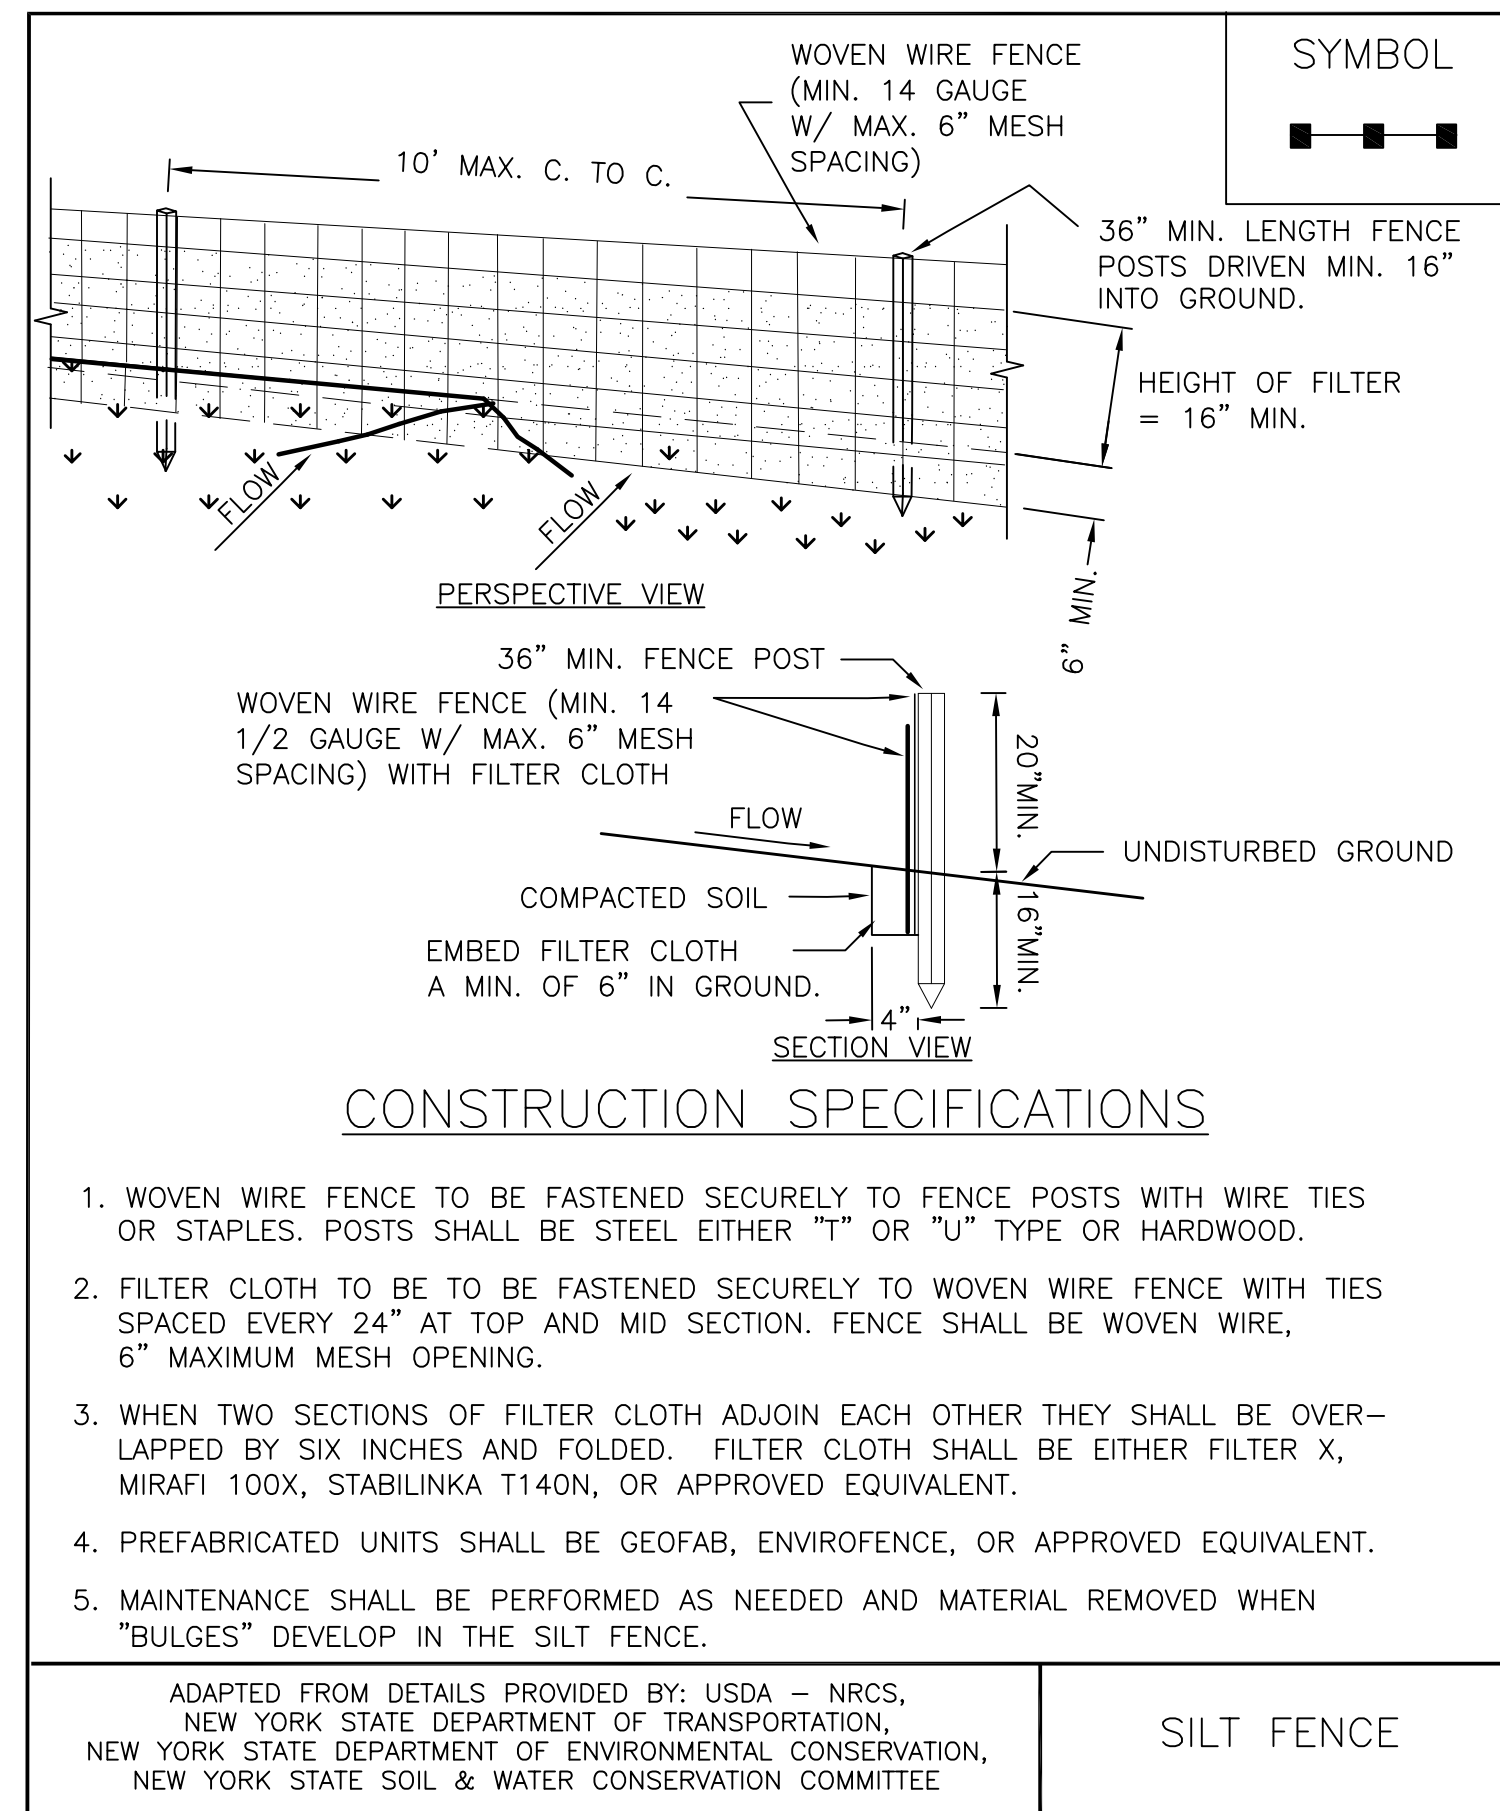 SYMBOL
WOVEN WIRE FENCE
(MIN. 14 GAUGE
W/ MAX. 6" MESH
SPACING)
10' MAX. C. TO C.
36" MIN. LENGTH FENCE
POSTS DRIVEN MIN. 16"
INTO GROUND.
HEIGHT OF FILTER
= 16" MIN.
FLOW
FLOW
6" MIN.
PERSPECTIVE VIEW
36" MIN. FENCE POST
WOVEN WIRE FENCE (MIN. 14
1/2 GAUGE W/ MAX. 6" MESH
SPACING) WITH FILTER CLOTH
20"MIN.
FLOW
UNDISTURBED GROUND
COMPACTED SOIL
EMBED FILTER CLOTH
A MIN. OF 6" IN GROUND.
16"MIN.
4"
SECTION VIEW
CONSTRUCTION SPECIFICATIONS
1. WOVEN WIRE FENCE TO BE FASTENED SECURELY TO FENCE POSTS WITH WIRE TIES
OR STAPLES. POSTS SHALL BE STEEL EITHER "T" OR "U" TYPE OR HARDWOOD.
2. FILTER CLOTH TO BE TO BE FASTENED SECURELY TO WOVEN WIRE FENCE WITH TIES
SPACED EVERY 24" AT TOP AND MID SECTION. FENCE SHALL BE WOVEN WIRE,
6" MAXIMUM MESH OPENING.
3. WHEN TWO SECTIONS OF FILTER CLOTH ADJOIN EACH OTHER THEY SHALL BE OVER-
LAPPED BY SIX INCHES AND FOLDED. FILTER CLOTH SHALL BE EITHER FILTER X,
MIRAFI 100X, STABILINKA T140N, OR APPROVED EQUIVALENT.
4. PREFABRICATED UNITS SHALL BE GEOFAB, ENVIROFENCE, OR APPROVED EQUIVALENT.
5. MAINTENANCE SHALL BE PERFORMED AS NEEDED AND MATERIAL REMOVED WHEN
"BULGES" DEVELOP IN THE SILT FENCE.
ADAPTED FROM DETAILS PROVIDED BY: USDA - NRCS,
NEW YORK STATE DEPARTMENT OF TRANSPORTATION,
NEW YORK STATE DEPARTMENT OF ENVIRONMENTAL CONSERVATION,
NEW YORK STATE SOIL & WATER CONSERVATION COMMITTEE
SILT FENCE